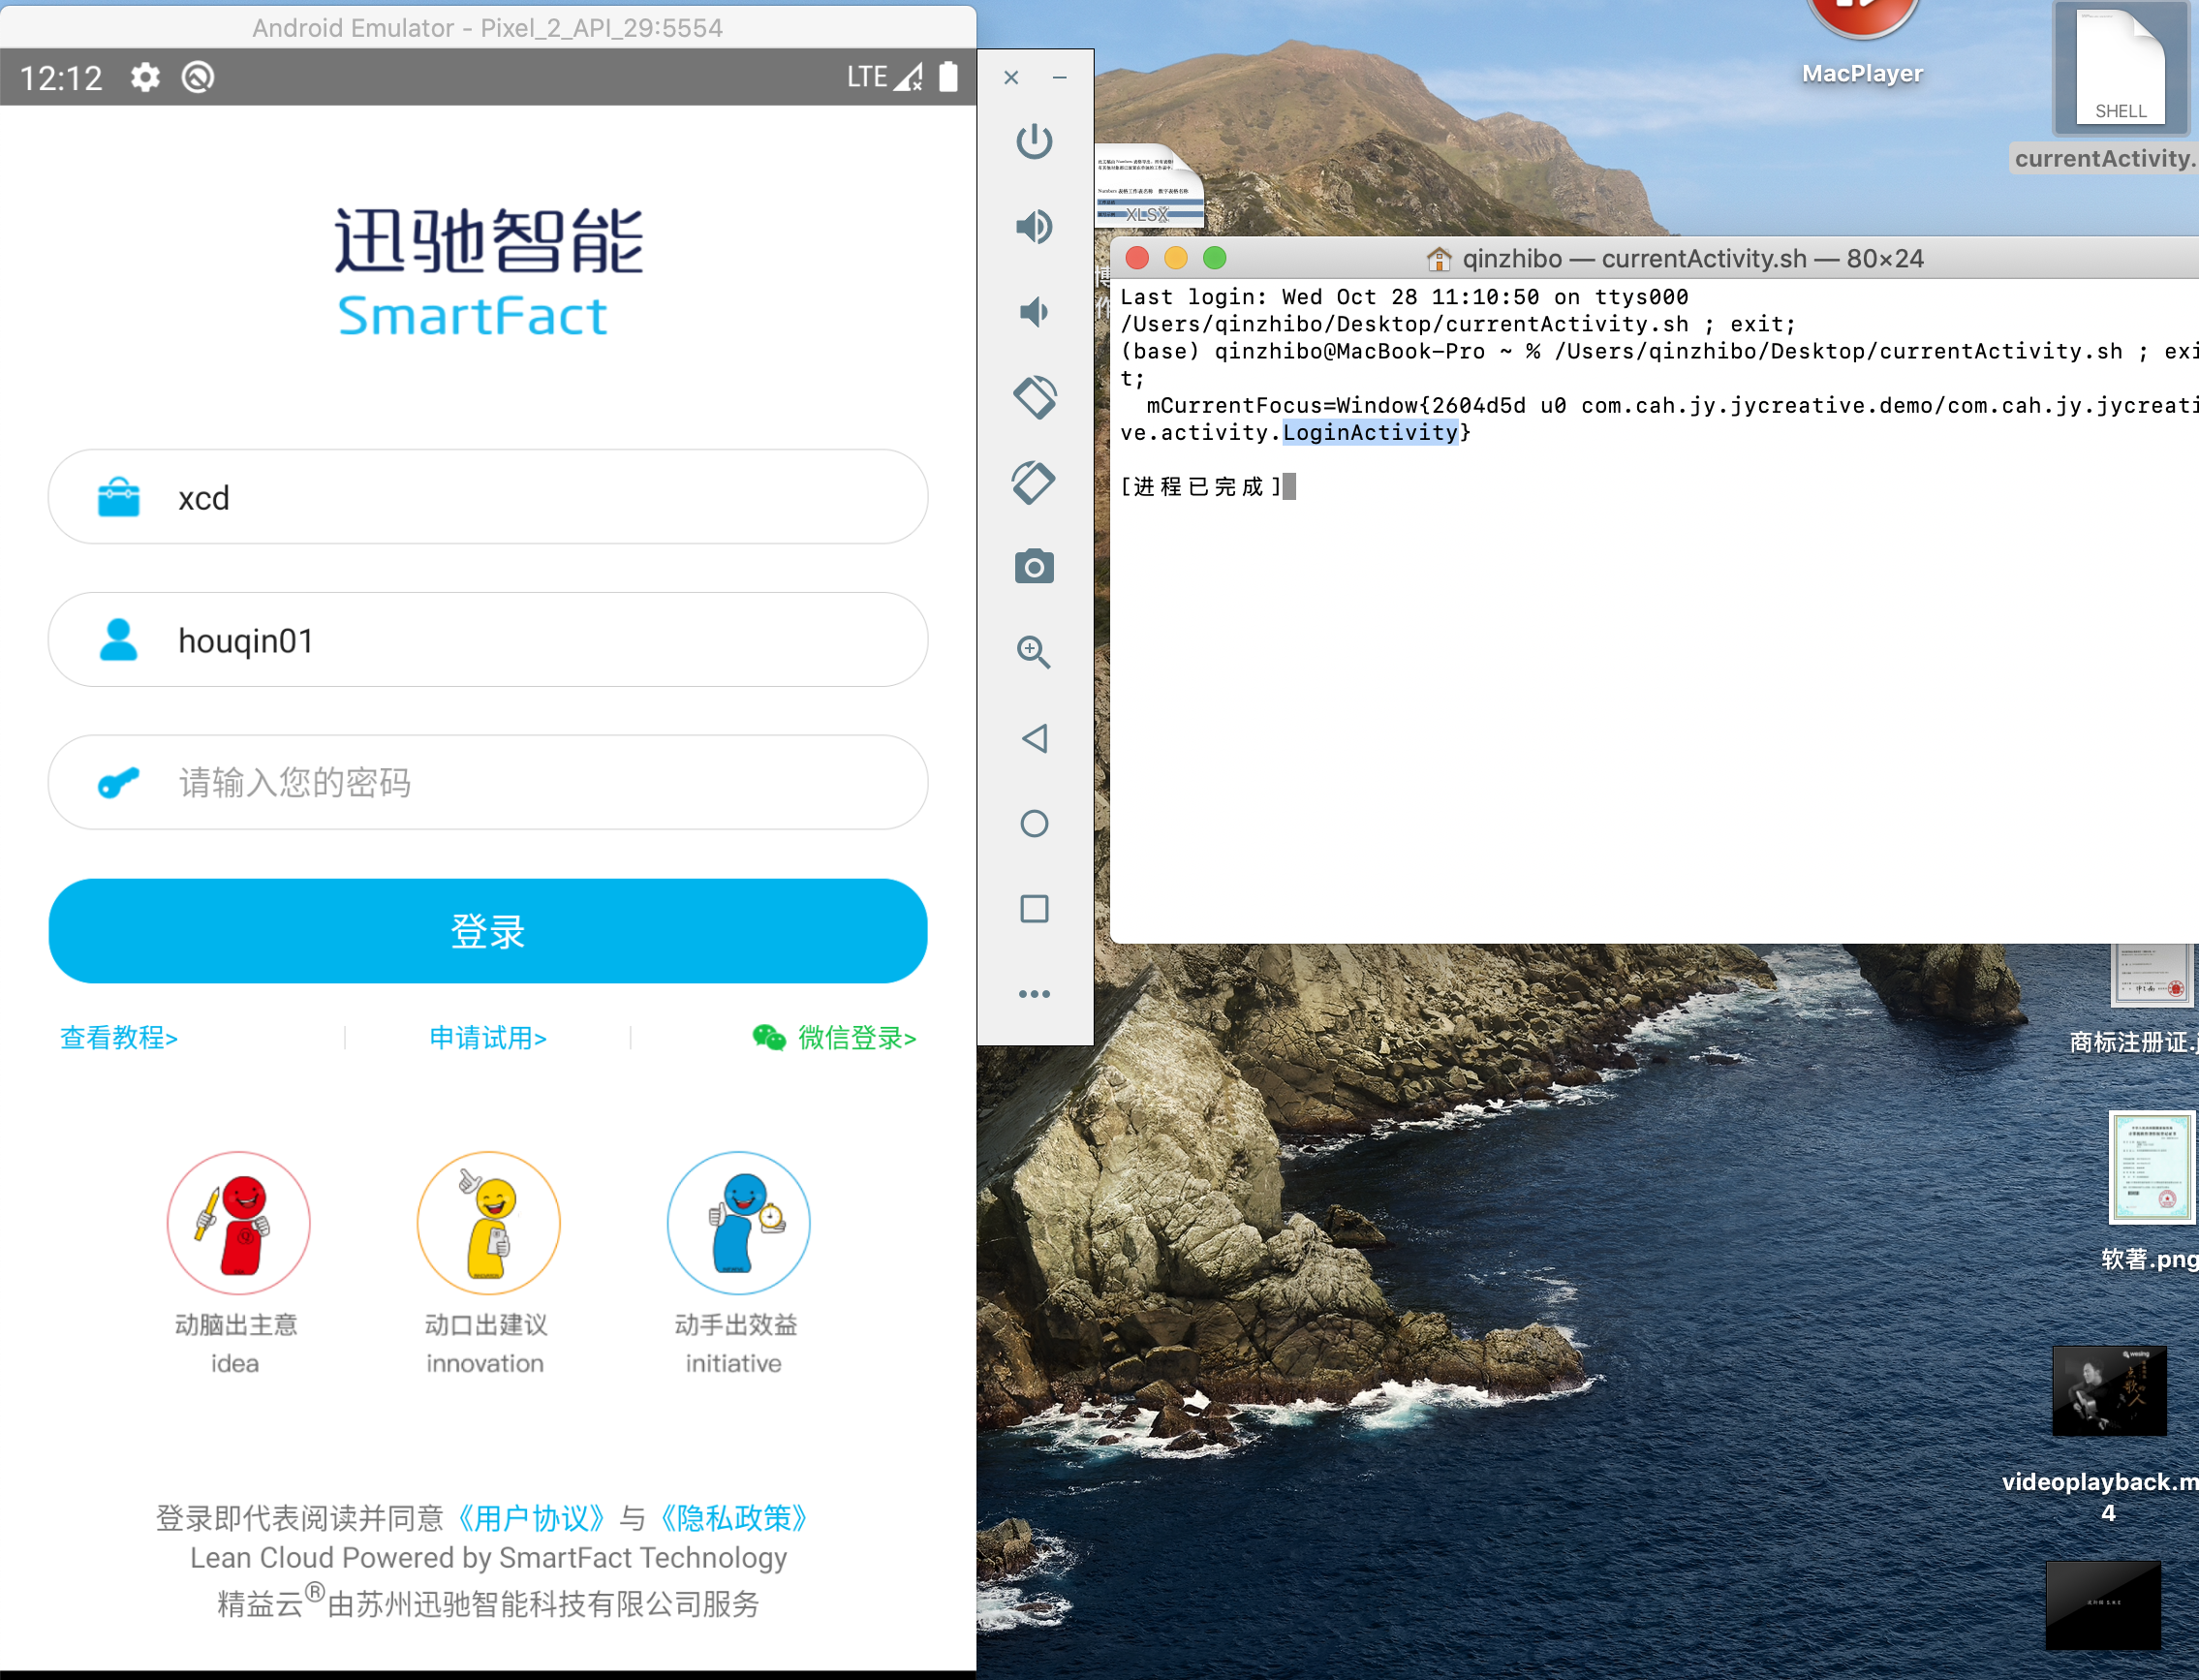 Android Emulator - Pixel_2_API_29:5554
12:12
LTE
迅驰智能
SmartFact
xcd
houqin01
请输入您的密码
登录
查看教程>
申请试用>
微信登录>
动脑出主意
idea
动口出建议
innovation
动手出效益
initiative
登录即代表阅读并同意《用户协议》与《隐私政策》
Lean Cloud Powered by SmartFact Technology
精益云®由苏州迅驰智能科技有限公司服务
MacPlayer
SHELL
currentActivity.
XLSX
qinzhibo — currentActivity.sh — 80×24
Last login: Wed Oct 28 11:10:50 on ttys000
/Users/qinzhibo/Desktop/currentActivity.sh ; exit;
(base) qinzhibo@MacBook-Pro ~ % /Users/qinzhibo/Desktop/currentActivity.sh ; exi
t;
mCurrentFocus=Window{2604d5d u0 com.cah.jy.jycreative.demo/com.cah.jy.jycreati
ve.activity.LoginActivity}
[进程已完成]
商标注册证.j
软著.png
videoplayback.m
4